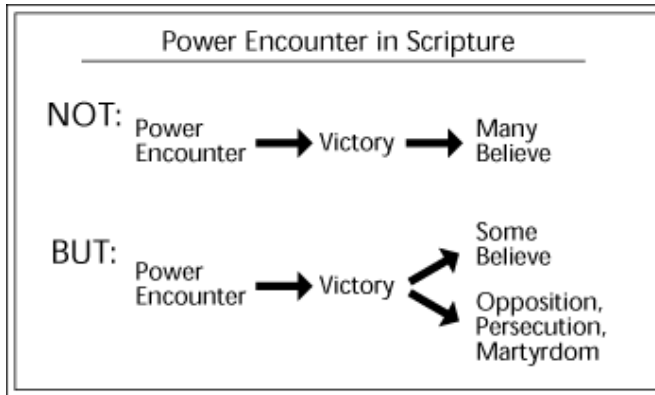 Power Encounter in Scripture
NOT:
Power
Encounter
Victory
Many
Believe
BUT:
Power
Encounter
Victory
Some
Believe
Opposition,
Persecution,
Martyrdom